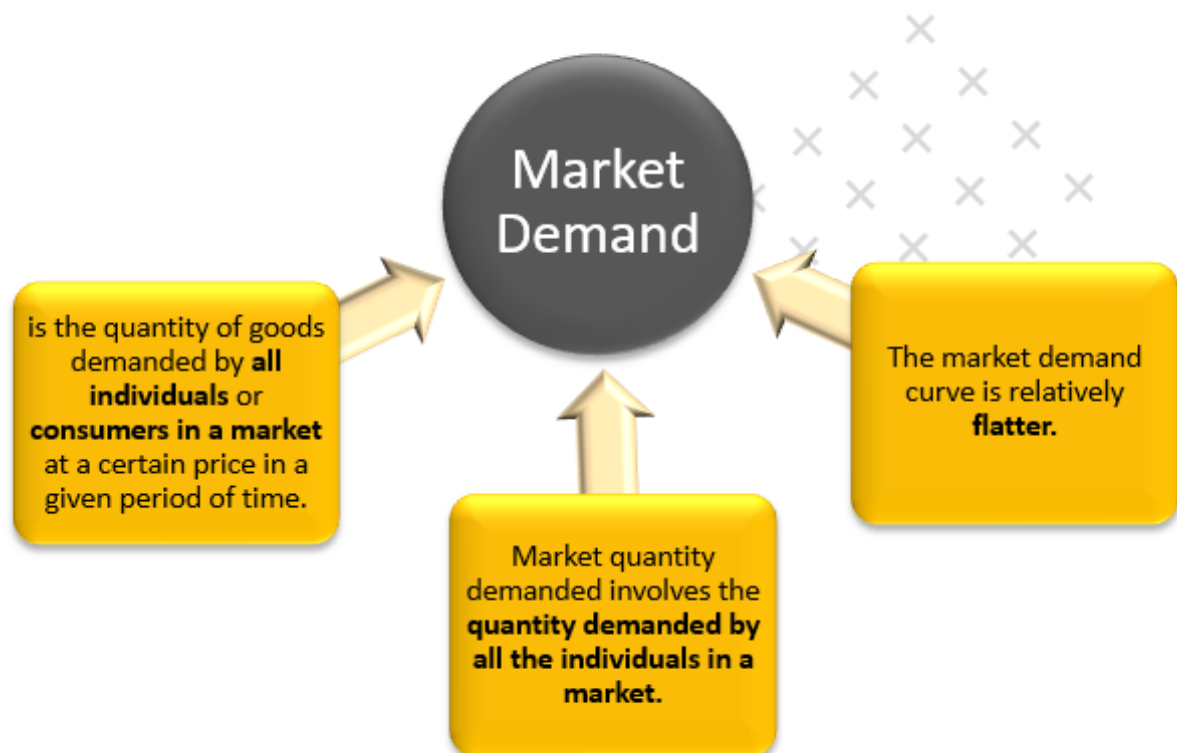 Market
Demand
is the quantity of goods
demanded by all
individuals or
consumers in a market
at a certain price in a
given period of time.
Market quantity
demanded involves the
quantity demanded by
all the individuals in a
market.
The market demand
curve is relatively
flatter.